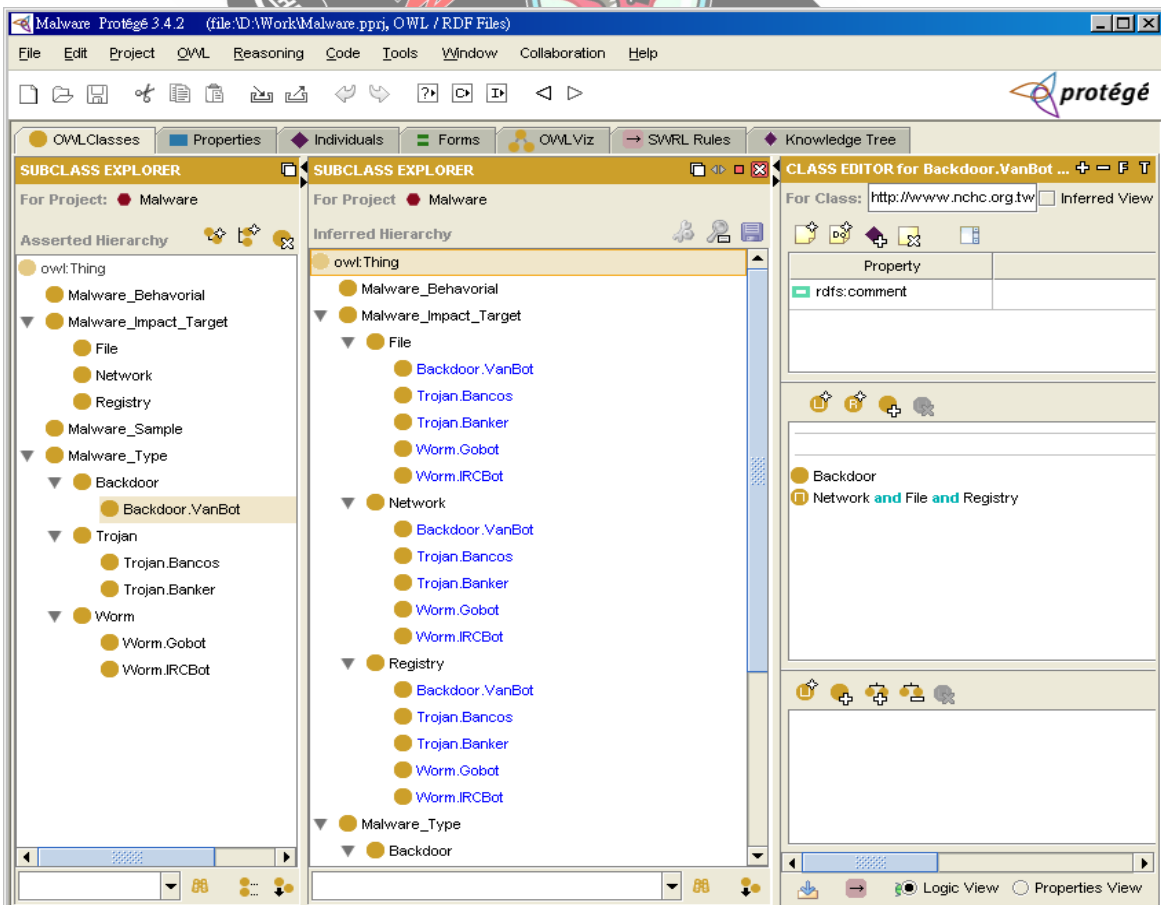 Malware Protégé 3.4.2 (file:\D:\Work\Malware.pprj, OWL / RDF Files)
File Edit Project OWL Reasoning Code Tools Window Collaboration Help
protégé
OWLClasses Properties Individuals Forms OWLViz SWRL Rules Knowledge Tree
SUBCLASS EXPLORER
For Project: Malware
Asserted Hierarchy
owl:Thing
Malware_Behavorial
Malware_Impact_Target
File
Network
Registry
Malware_Sample
Malware_Type
Backdoor
Backdoor.VanBot
Trojan
Trojan.Bancos
Trojan.Banker
Worm
Worm.Gobot
Worm.IRCBot
SUBCLASS EXPLORER
For Project Malware
Inferred Hierarchy
owl:Thing
Malware_Behavorial
Malware_Impact_Target
File
Backdoor.VanBot
Trojan.Bancos
Trojan.Banker
Worm.Gobot
Worm.IRCBot
Network
Backdoor.VanBot
Trojan.Bancos
Trojan.Banker
Worm.Gobot
Worm.IRCBot
Registry
Backdoor.VanBot
Trojan.Bancos
Trojan.Banker
Worm.Gobot
Worm.IRCBot
Malware_Type
Backdoor
CLASS EDITOR for Backdoor.VanBot ... F T
For Class: http://www.nchc.org.tw Inferred View
Property
rdfs:comment
Backdoor
Network and File and Registry
Logic View Properties View